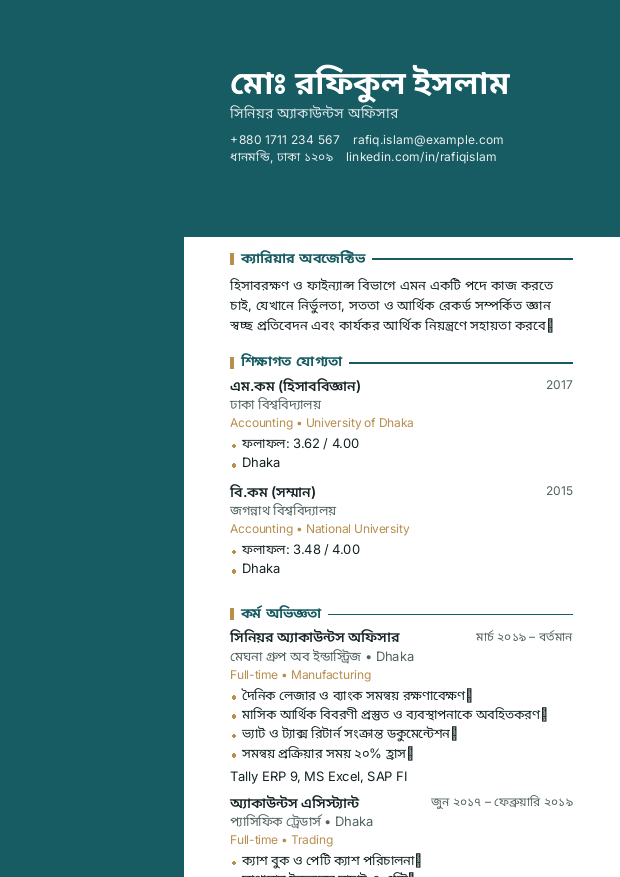 মোঃ রফিকুল ইসলাম
সিনিয়র অ্যাকাউন্টস অফিসার
+880 1711 234 567 rafiq.islam@example.com
ধানমন্ডি, ঢাকা ১২০৯ linkedin.com/in/rafiqislam
ক্যারিয়ার অবজেক্টিভ
হিসাবরক্ষণ ও ফাইন্যান্স বিভাগে এমন একটি পদে কাজ করতে
চাই, যেখানে নির্ভুলতা, সততা ও আর্থিক রেকর্ড সম্পর্কিত জ্ঞান
স্বচ্ছ প্রতিবেদন এবং কার্যকর আর্থিক নিয়ন্ত্রণে সহায়তা করবে
শিক্ষাগত যোগ্যতা
এম.কম (হিসাববিজ্ঞান) 2017
ঢাকা বিশ্ববিদ্যালয়
Accounting • University of Dhaka
• ফলাফল: 3.62 / 4.00
• Dhaka
বি.কম (সম্মান) 2015
জগন্নাথ বিশ্ববিদ্যালয়
Accounting • National University
• ফলাফল: 3.48 / 4.00
• Dhaka
কর্ম অভিজ্ঞতা
সিনিয়র অ্যাকাউন্টস অফিসার মার্চ ২০১৯ – বর্তমান
মেঘনা গ্রুপ অব ইন্ডাস্ট্রিজ • Dhaka
Full-time • Manufacturing
• দৈনিক লেজার ও ব্যাংক সমন্বয় রক্ষণাবেক্ষণ
• মাসিক আর্থিক বিবরণী প্রস্তুত ও ব্যবস্থাপনাকে অবহিতকরণ
• ভ্যাট ও ট্যাক্স রিটার্ন সংক্রান্ত ডকুমেন্টেশন
• সমন্বয় প্রক্রিয়ার সময় ২০% হ্রাস
Tally ERP 9, MS Excel, SAP FI
অ্যাকাউন্টস এসিস্ট্যান্ট জুন ২০১৭ – ফেব্রুয়ারি ২০১৯
প্যাসিফিক ট্রেডার্স • Dhaka
Full-time • Trading
• ক্যাশ বুক ও পেটি ক্যাশ পরিচালনা